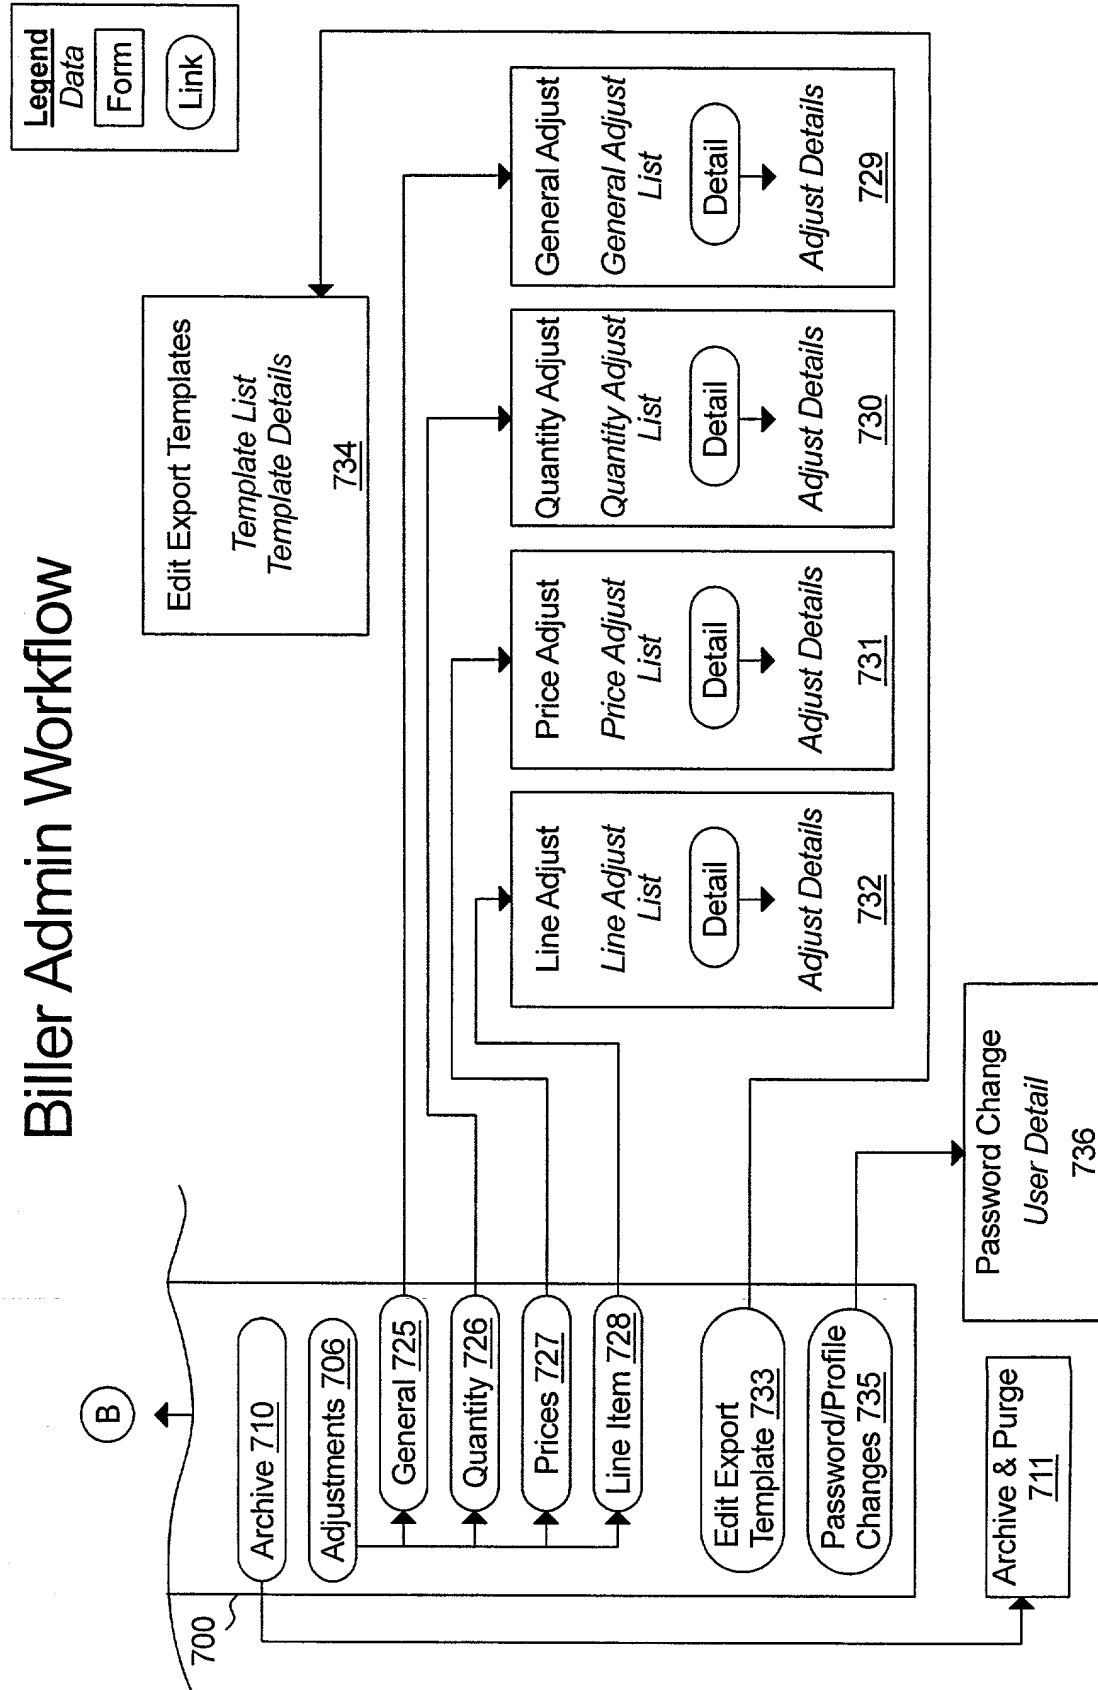 Biller Admin Workflow
Legend
Data
Form
Link
B
700
Archive 710
Adjustments 706
General 725
Quantity 726
Prices 727
Line Item 728
Edit Export
Template 733
Password/Profile
Changes 735
Archive & Purge
711
Password Change
User Detail
736
Edit Export Templates
Template List
Template Details
734
Line Adjust
Line Adjust
List
Detail
Adjust Details
732
Price Adjust
Price Adjust
List
Detail
Adjust Details
731
Quantity Adjust
Quantity Adjust
List
Detail
Adjust Details
730
General Adjust
General Adjust
List
Detail
Adjust Details
729